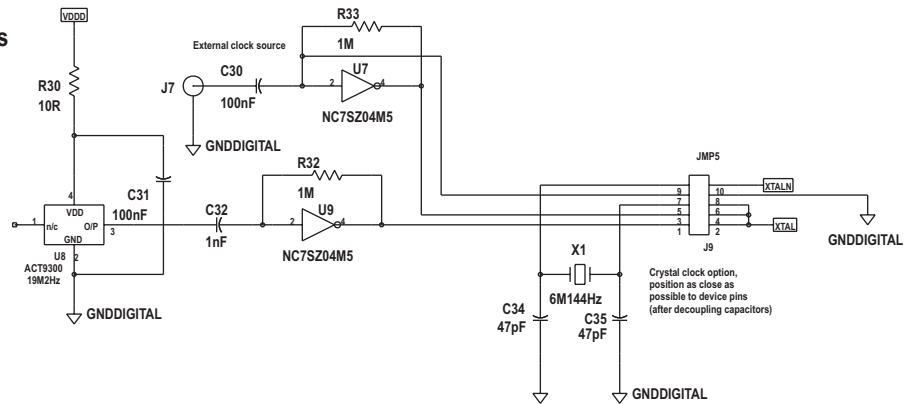 s
VDDD
R30
10R
External clock source
J7
C30
100nF
R33
1M
U7
2
4
NC7SZ04M5
GNDDIGITAL
C31
100nF
4
VDD
1
n/c
O/P
3
GND
U8
2
ACT9300
19M2Hz
GNDDIGITAL
C32
1nF
R32
1M
U9
2
4
NC7SZ04M5
JMP5
9
10
7
8
5
6
3
4
1
2
J9
XTALN
XTAL
GNDDIGITAL
X1
6M144Hz
C34
47pF
C35
47pF
Crystal clock option,
position as close as
possible to device pins
(after decoupling capacitors)
GNDDIGITAL